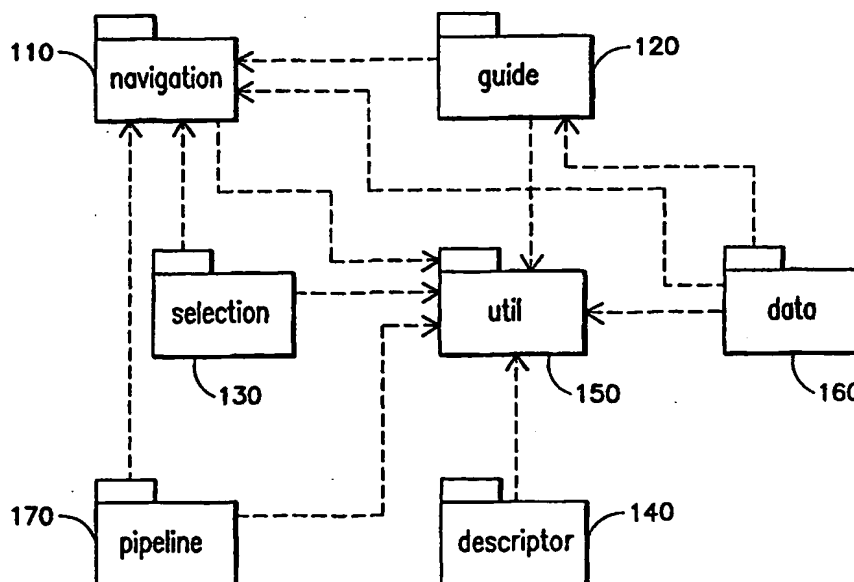 110
navigation
guide
120
selection
130
util
150
data
160
170
pipeline
descriptor
140